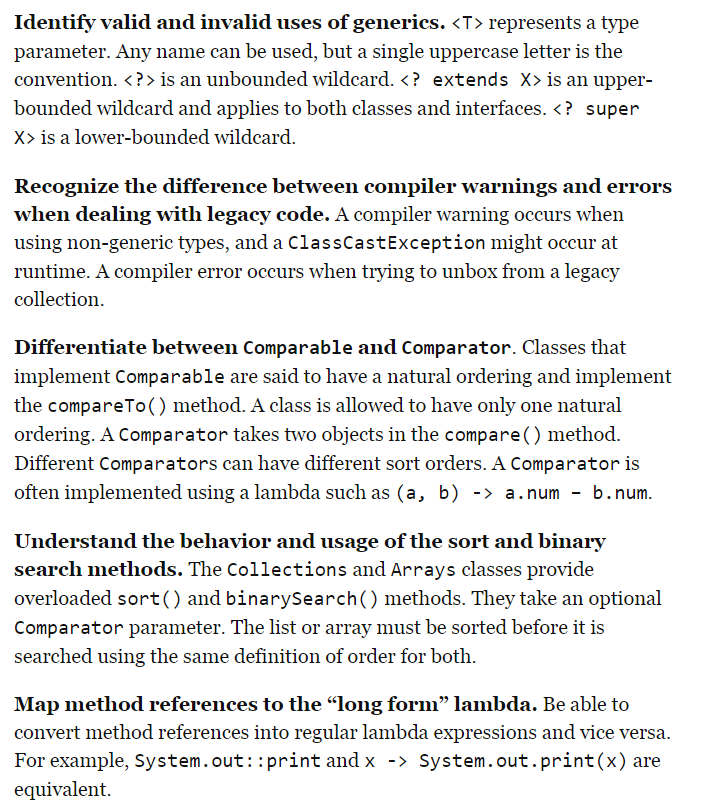 Identify valid and invalid uses of generics. <T> represents a type
parameter. Any name can be used, but a single uppercase letter is the
convention. <?> is an unbounded wildcard. <? extends X> is an upper-
bounded wildcard and applies to both classes and interfaces. <? super
X> is a lower-bounded wildcard.
Recognize the difference between compiler warnings and errors
when dealing with legacy code. A compiler warning occurs when
using non-generic types, and a ClassCastException might occur at
runtime. A compiler error occurs when trying to unbox from a legacy
collection.
Differentiate between Comparable and Comparator. Classes that
implement Comparable are said to have a natural ordering and implement
the compareTo() method. A class is allowed to have only one natural
ordering. A Comparator takes two objects in the compare() method.
Different Comparators can have different sort orders. A Comparator is
often implemented using a lambda such as (a, b) -> a.num – b.num.
Understand the behavior and usage of the sort and binary
search methods. The Collections and Arrays classes provide
overloaded sort() and binarySearch() methods. They take an optional
Comparator parameter. The list or array must be sorted before it is
searched using the same definition of order for both.
Map method references to the “long form” lambda. Be able to
convert method references into regular lambda expressions and vice versa.
For example, System.out::print and x -> System.out.print(x) are
equivalent.